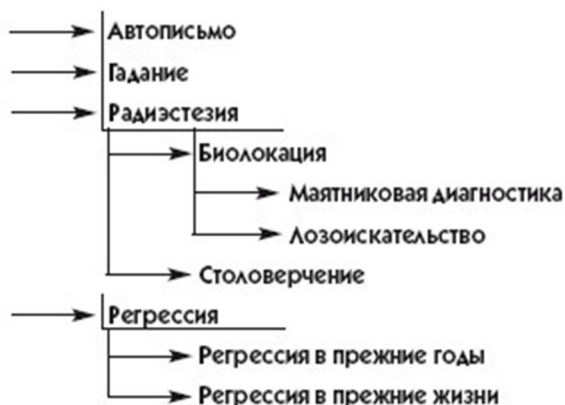 Автописьмо
Гадание
Радиэстезия
Биолокация
Маятниковая диагностика
Лозоискательство
Столоверчение
Регрессия
Регрессия в прежние годы
Регрессия в прежние жизни